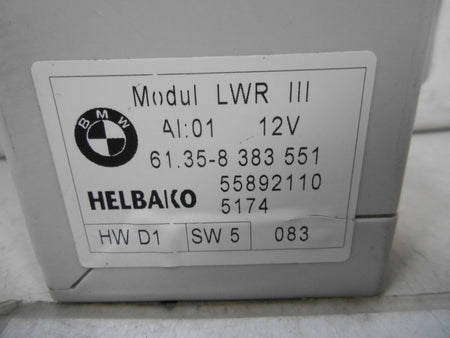 Modul LWR III
BMW
AI:01 12V
61.35-8 383 551
55892110
HELBAKO 5174
HW D1 SW 5 083